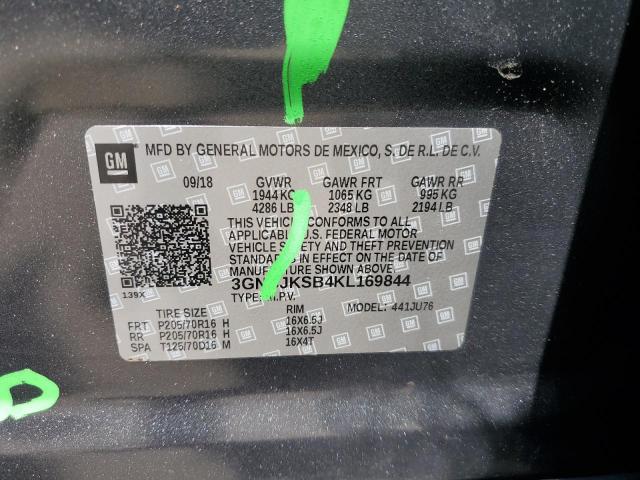 GM MFD BY GENERAL MOTORS DE MEXICO, S. DE R.L. DE C.V.
09/18 GVWR GAWR FRT GAWR RR
1944 KG 1065 KG 995 KG
4286 LB 2348 LB 2194 LB
THIS VEHICLE CONFORMS TO ALL
APPLICABLE U.S. FEDERAL MOTOR
VEHICLE SAFETY AND THEFT PREVENTION
STANDARDS IN EFFECT ON THE DATE OF
MANUFACTURE SHOWN ABOVE.
JKSB4KL169844
139X TYPE: M.P.V.
TIRE SIZE RIM MODEL: 441JU76
FRT P205/70R16 H 16X6.5J
RR P205/70R16 H 16X6.5J
SPA T125/70D16 M 16X4T